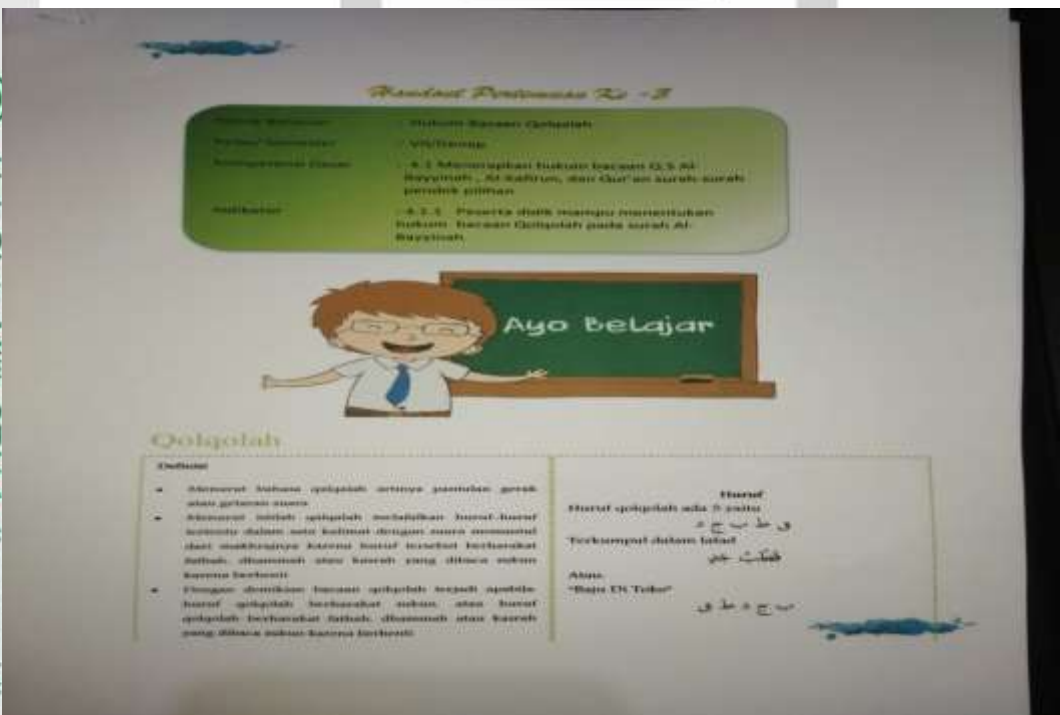 Handout Pertemuan Ke -3
: Hukum Bacaan Qolqolah
: VII/Genap
Kompetensi Dasar : 4.1 Menerapkan hukum bacaan Q.S Al-
Bayyinah , Al-Kafirun, dan Qur'an surah-surah
pendek pilihan
Indikator : 4.1.1 Peserta didik mampu menentukan
hukum bacaan Qolqolah pada surah Al-
Bayyinah
Ayo Belajar
Qolqolah
Definisi
• Menurut bahasa qolqolah artinya pantulan gerak
atau getaran suara
• Menurut istilah qolqolah melafalkan huruf-huruf
tertentu dalam satu kalimat dengan suara memantul
dari makhrajnya karena huruf tersebut berharakat
fathah, dhammah atau kasrah yang dibaca sukun
karena berhenti
• Dengan demikian bacaan qolqolah terjadi apabila
huruf qolqolah berharakat sukun, atau huruf
qolqolah berharakat fathah, dhammah atau kasrah
yang dibaca sukun karena berhenti
Huruf
Huruf qolqolah ada 5 yaitu
ق ط ب ج د
Terkumpul dalam lafad
Atau,
"Baju Di Toko"
ب ج د ط ق